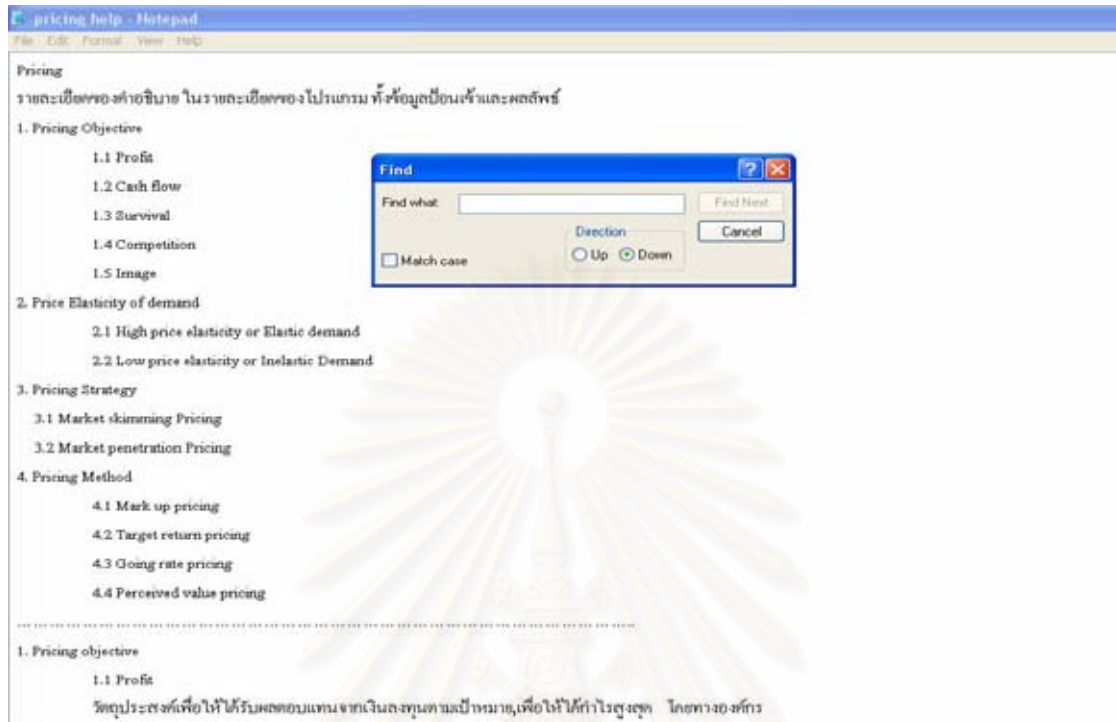 pricing help - Notepad
File Edit Format View Help
Pricing
รายละเอียดของคำอธิบาย ในรายละเอียดของโปรแกรม ทั้งข้อมูลป้อนเข้าและผลลัพธ์
1. Pricing Objective
1.1 Profit
1.2 Cash flow
1.3 Survival
1.4 Competition
1.5 Image
2. Price Elasticity of demand
2.1 High price elasticity or Elastic demand
2.2 Low price elasticity or Inelastic Demand
3. Pricing Strategy
3.1 Market skimming Pricing
3.2 Market penetration Pricing
4. Pricing Method
4.1 Mark up pricing
4.2 Target return pricing
4.3 Going rate pricing
4.4 Perceived value pricing
1. Pricing objective
1.1 Profit
วัตถุประสงค์เพื่อให้ได้รับผลตอบแทนจากเงินลงทุนตามเป้าหมาย,เพื่อให้ได้กำไรสูงสุด โดยทางองค์กร
Find
Find what:
Find Next
Direction
Cancel
Up Down
Match case